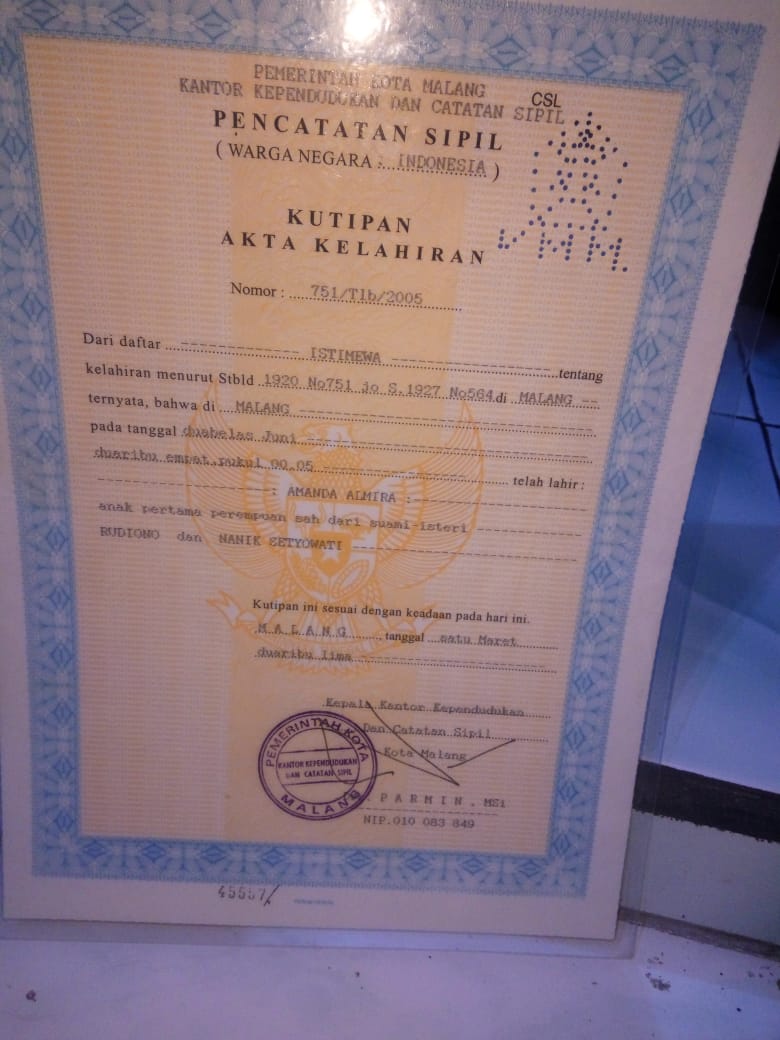 PEMERINTAH KOTA MALANG
KANTOR KEPENDUDUKAN DAN CATATAN SIPIL
CSL
PENCATATAN SIPIL
( WARGA NEGARA : INDONESIA )
KUTIPAN
AKTA KELAHIRAN
Nomor : 751/Tlb/2005
Dari daftar ISTIMEWA tentang
kelahiran menurut Stbld 1920 No751 jo S.1927 No564 di MALANG
ternyata, bahwa di MALANG
pada tanggal duabelas Juni
duaribu empat,pukul 00.05 telah lahir :
: AMANDA ALMIRA :
anak pertama perempuan sah dari suami-isteri
RUDIONO dan NANIK SETYOWATI
Kutipan ini sesuai dengan keadaan pada hari ini.
MALANG tanggal satu Maret
duaribu lima
Kepala Kantor Kependudukan
Dan Catatan Sipil
Kota Malang
PEMERINTAH KOTA
KANTOR KEPENDUDUKAN
DAN CATATAN SIPIL
MALANG
PARMIN, MSi
NIP.010 083 849